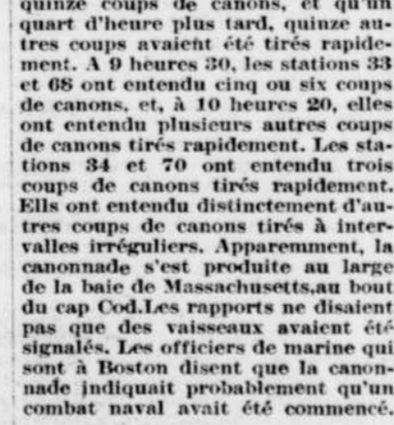 quinze coups de canons, et qu'un
quart d'heure plus tard, quinze au-
tres coups avaient été tirés rapide-
ment. A 9 heures 30, les stations 33
et 68 ont entendu cinq ou six coups
de canons, et, à 10 heures 20, elles
ont entendu plusieurs autres coups
de canons tirés rapidement. Les sta-
tions 34 et 70 ont entendu trois
coups de canons tirés rapidement.
Ells ont entendu distinctement d'au-
tres coups de canons tirés à inter-
valles irréguliers. Apparemment, la
canonnade s'est produite au large
de la baie de Massachusetts,au bout
du cap Cod.Les rapports ne disaient
pas que des vaisseaux avaient été
signalés. Les officiers de marine qui
sont à Boston disent que la canon-
nade indiquait probablement qu'un
combat naval avait été commencé.